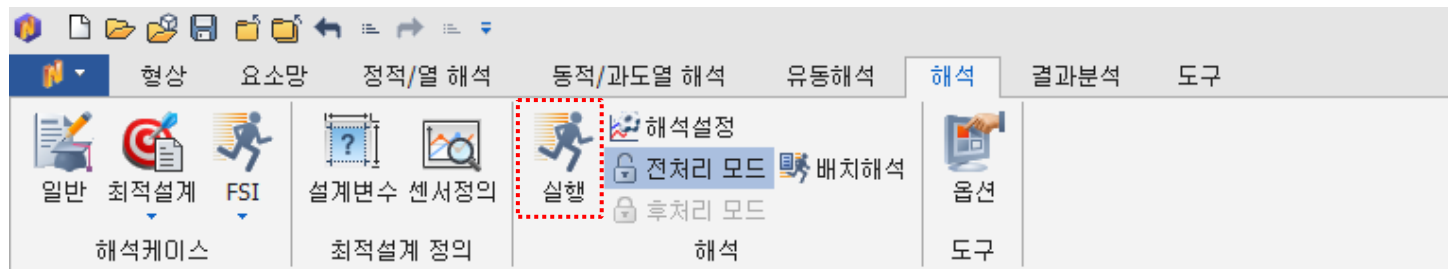 형상 요소망 정적/열 해석 동적/과도열 해석 유동해석 해석 결과분석 도구
일반 최적설계 FSI
해석케이스
?
설계변수 센서정의
최적설계 정의
실행
해석설정
전처리 모드
후처리 모드
배치해석
해석
옵션
도구